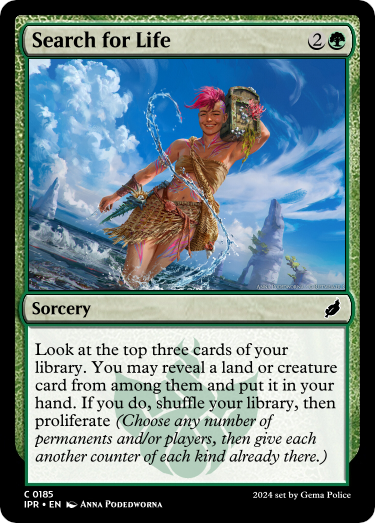 Search for Life 2
Sorcery
Look at the top three cards of your
library. You may reveal a land or creature
card from among them and put it in your
hand. If you do, shuffle your library, then
proliferate (Choose any number of
permanents and/or players, then give each
another counter of each kind already there.)
C 0185
IPR • EN Anna Podedworna
2024 set by Gema Police